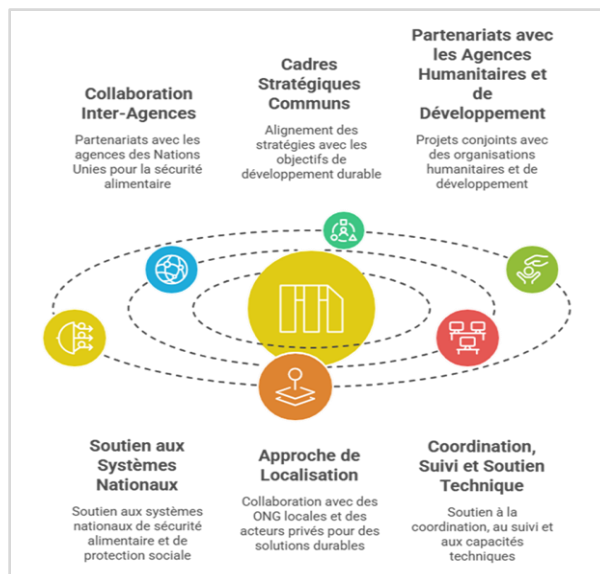 Collaboration
Inter-Agences
Partenariats avec les
agences des Nations
Unies pour la sécurité
alimentaire
Cadres
Stratégiques
Communs
Alignement des
stratégies avec les
objectifs de
développement durable
Partenariats avec
les Agences
Humanitaires et
de
Développement
Projets conjoints avec
des organisations
humanitaires et de
développement
Soutien aux
Systèmes
Nationaux
Soutien aux systèmes
nationaux de sécurité
alimentaire et de
protection sociale
Approche de
Localisation
Collaboration avec des
ONG locales et des
acteurs privés pour des
solutions durables
Coordination,
Suivi et Soutien
Technique
Soutien à la
coordination, au suivi et
aux capacités
techniques